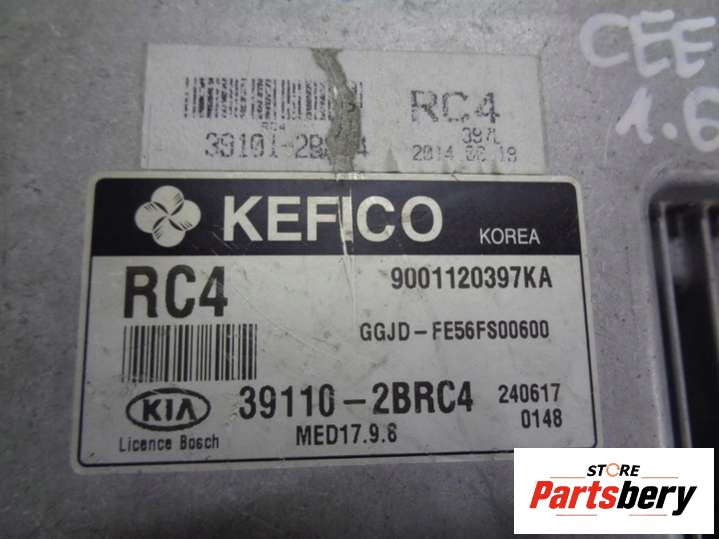 CEE
1.6
RC4
397L
39101-2B
4
2014.06.18
KEFICO
KOREA
RC4
9001120397KA
GGJD-FE56FS00600
KIA
39110-2BRC4
240617
0148
Licence Bosch
MED17.9.8
STORE
Partsbery